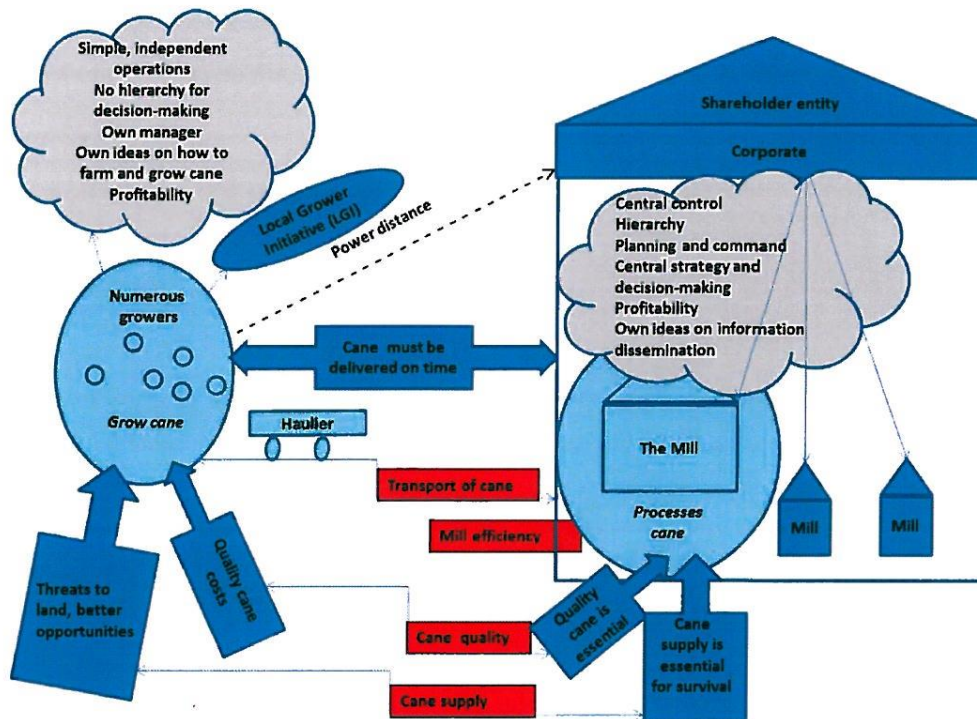 Simple, independent
operations
No hierarchy for
decision-making
Own manager
Own ideas on how to
farm and grow cane
Profitability
Local Grower
Initiative (LGI)
Power distance
Shareholder entity
Corporate
Central control
Hierarchy
Planning and command
Central strategy and
decision-making
Profitability
Own ideas on information
dissemination
Numerous
growers
Grow cane
Cane must be
delivered on time
Haulier
The Mill
Processes
cane
Mill
Mill
Transport of cane
Mill efficiency
Threats to
land, better
opportunities
Quality cane
costs
Cane quality
Quality
cane is
essential
Cane
supply is
essential
for survival
Cane supply